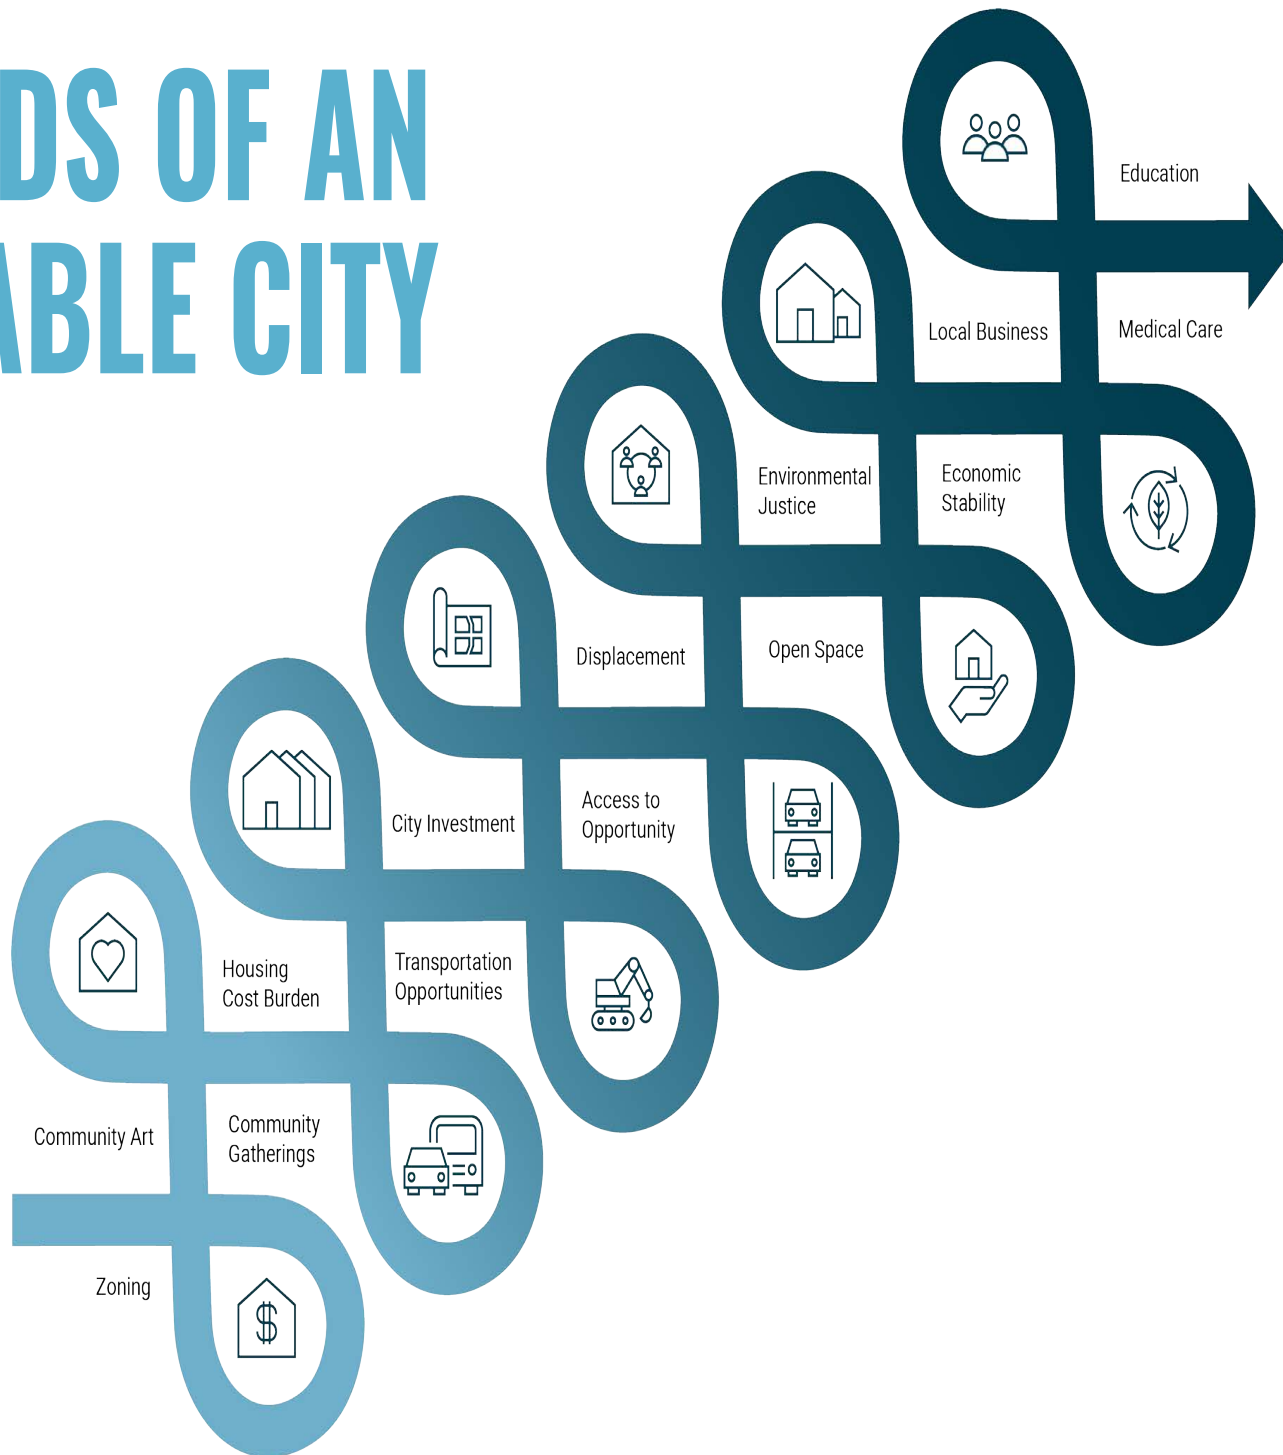 DS OF AN
ABLE CITY
Education
Local Business
Medical Care
Environmental
Justice
Economic
Stability
Displacement
Open Space
City Investment
Access to
Opportunity
Housing
Cost Burden
Transportation
Opportunities
Community Art
Community
Gatherings
Zoning
$